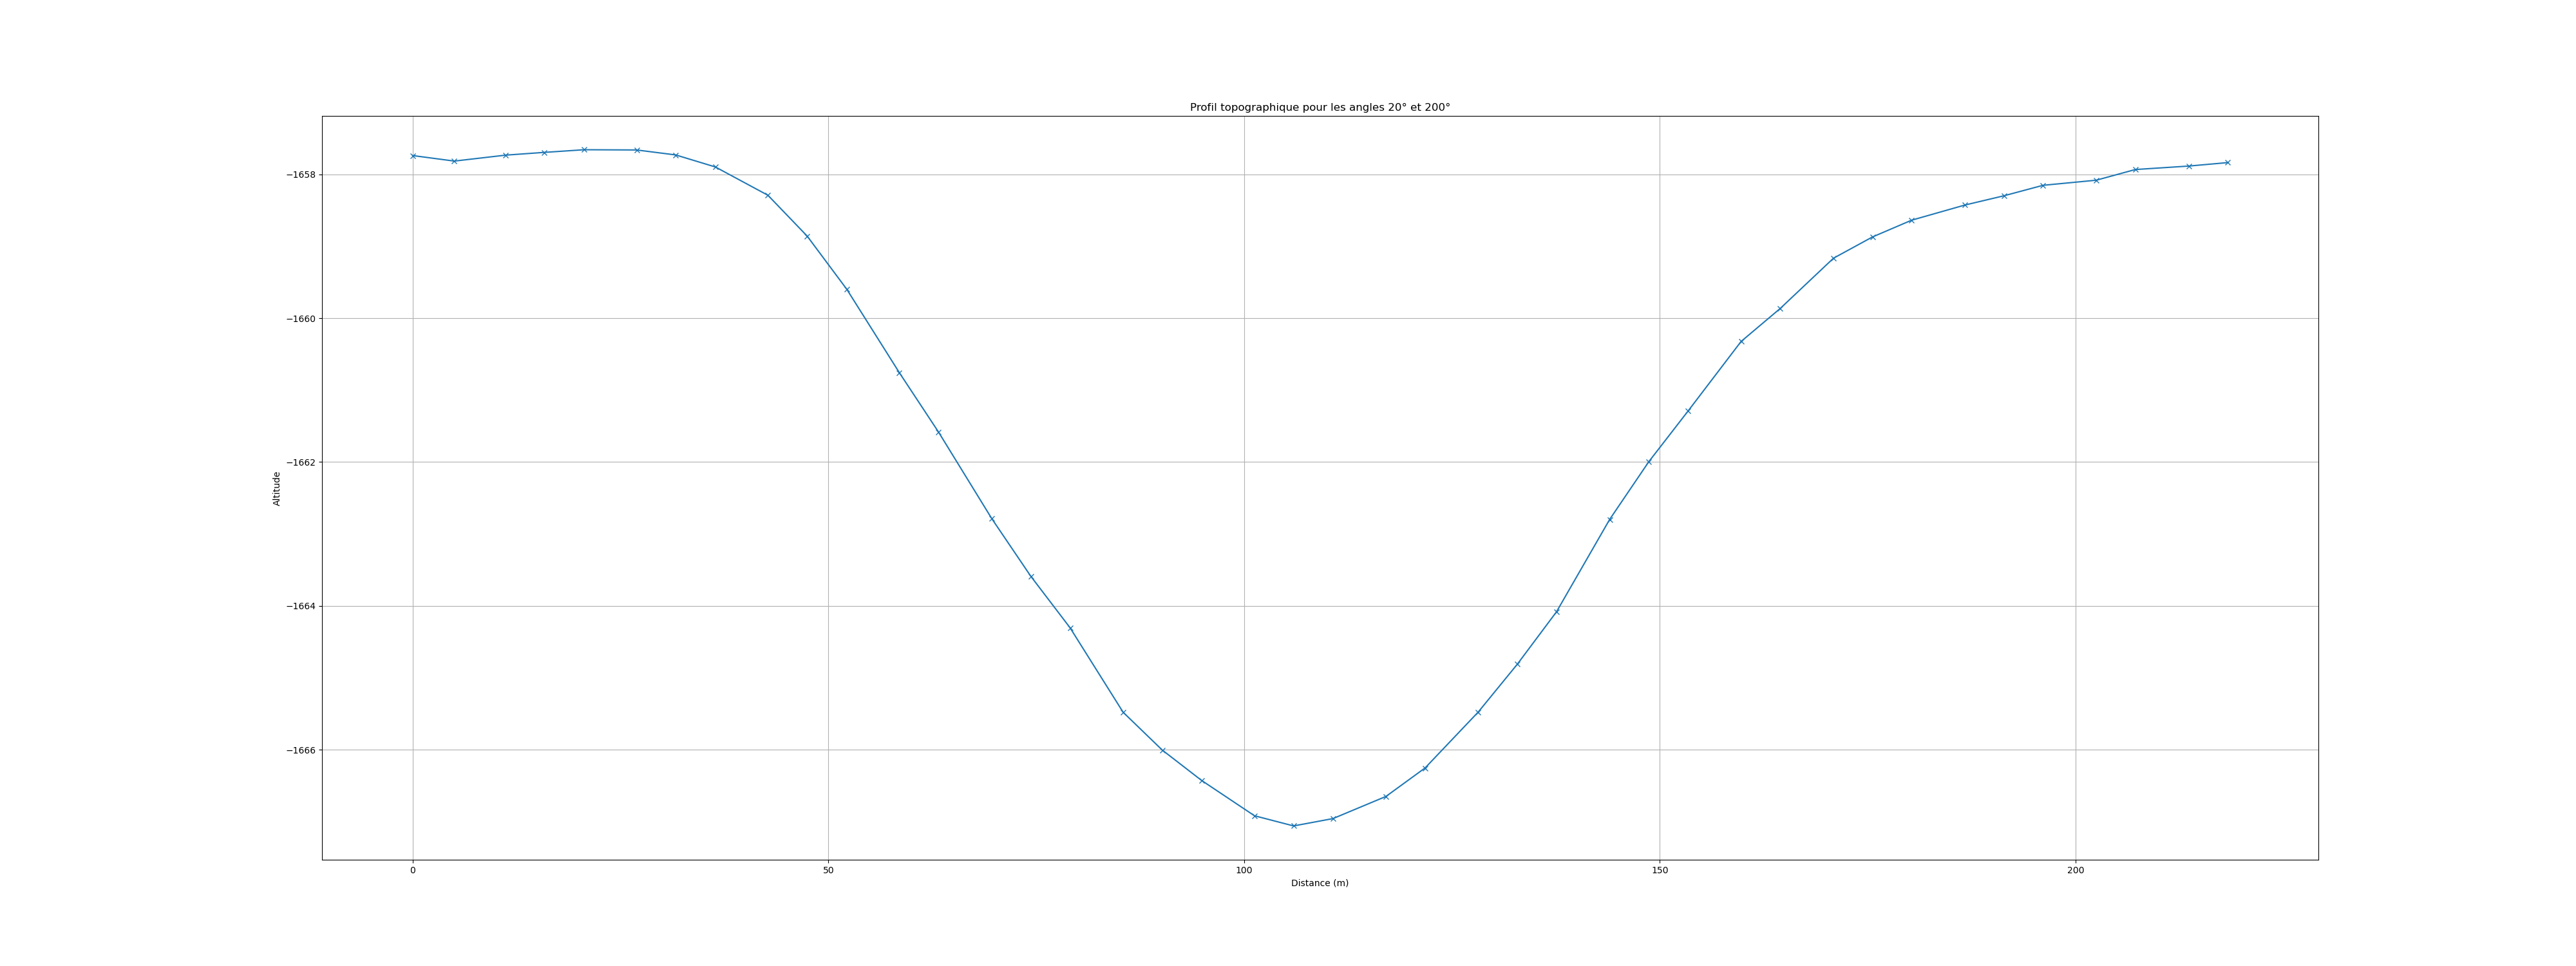 Profil topographique pour les angles 20° et 200°
Altitude
−1658
−1660
−1662
−1664
−1666
0 50 100 150 200
Distance (m)